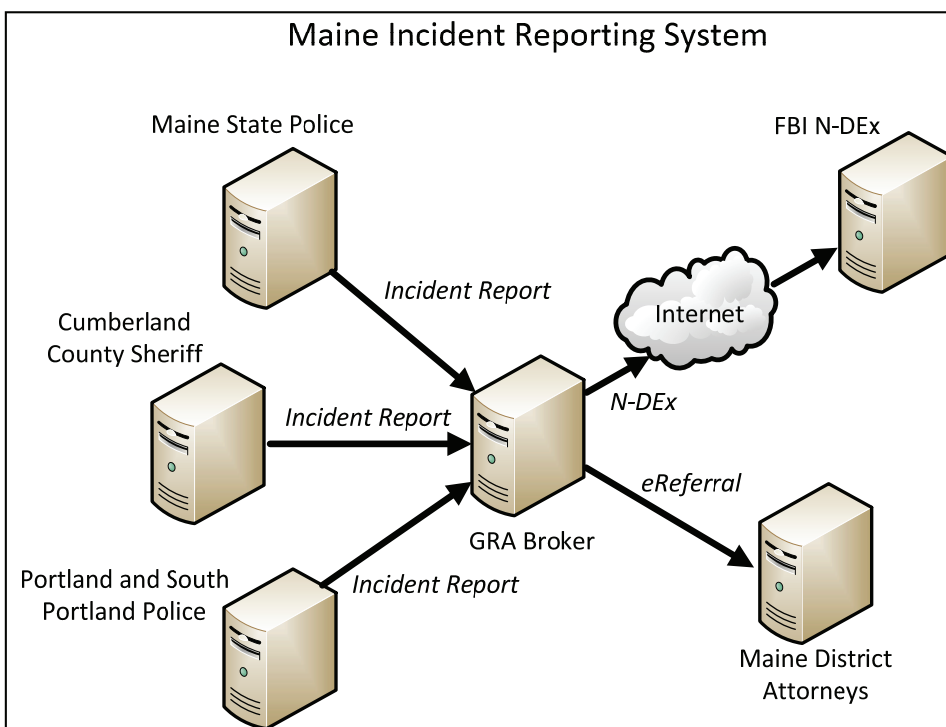 Maine Incident Reporting System
Maine State Police
FBI N-DEx
Incident Report
Internet
Cumberland
County Sheriff
Incident Report
N-DEx
eReferral
GRA Broker
Portland and South
Portland Police
Incident Report
Maine District
Attorneys